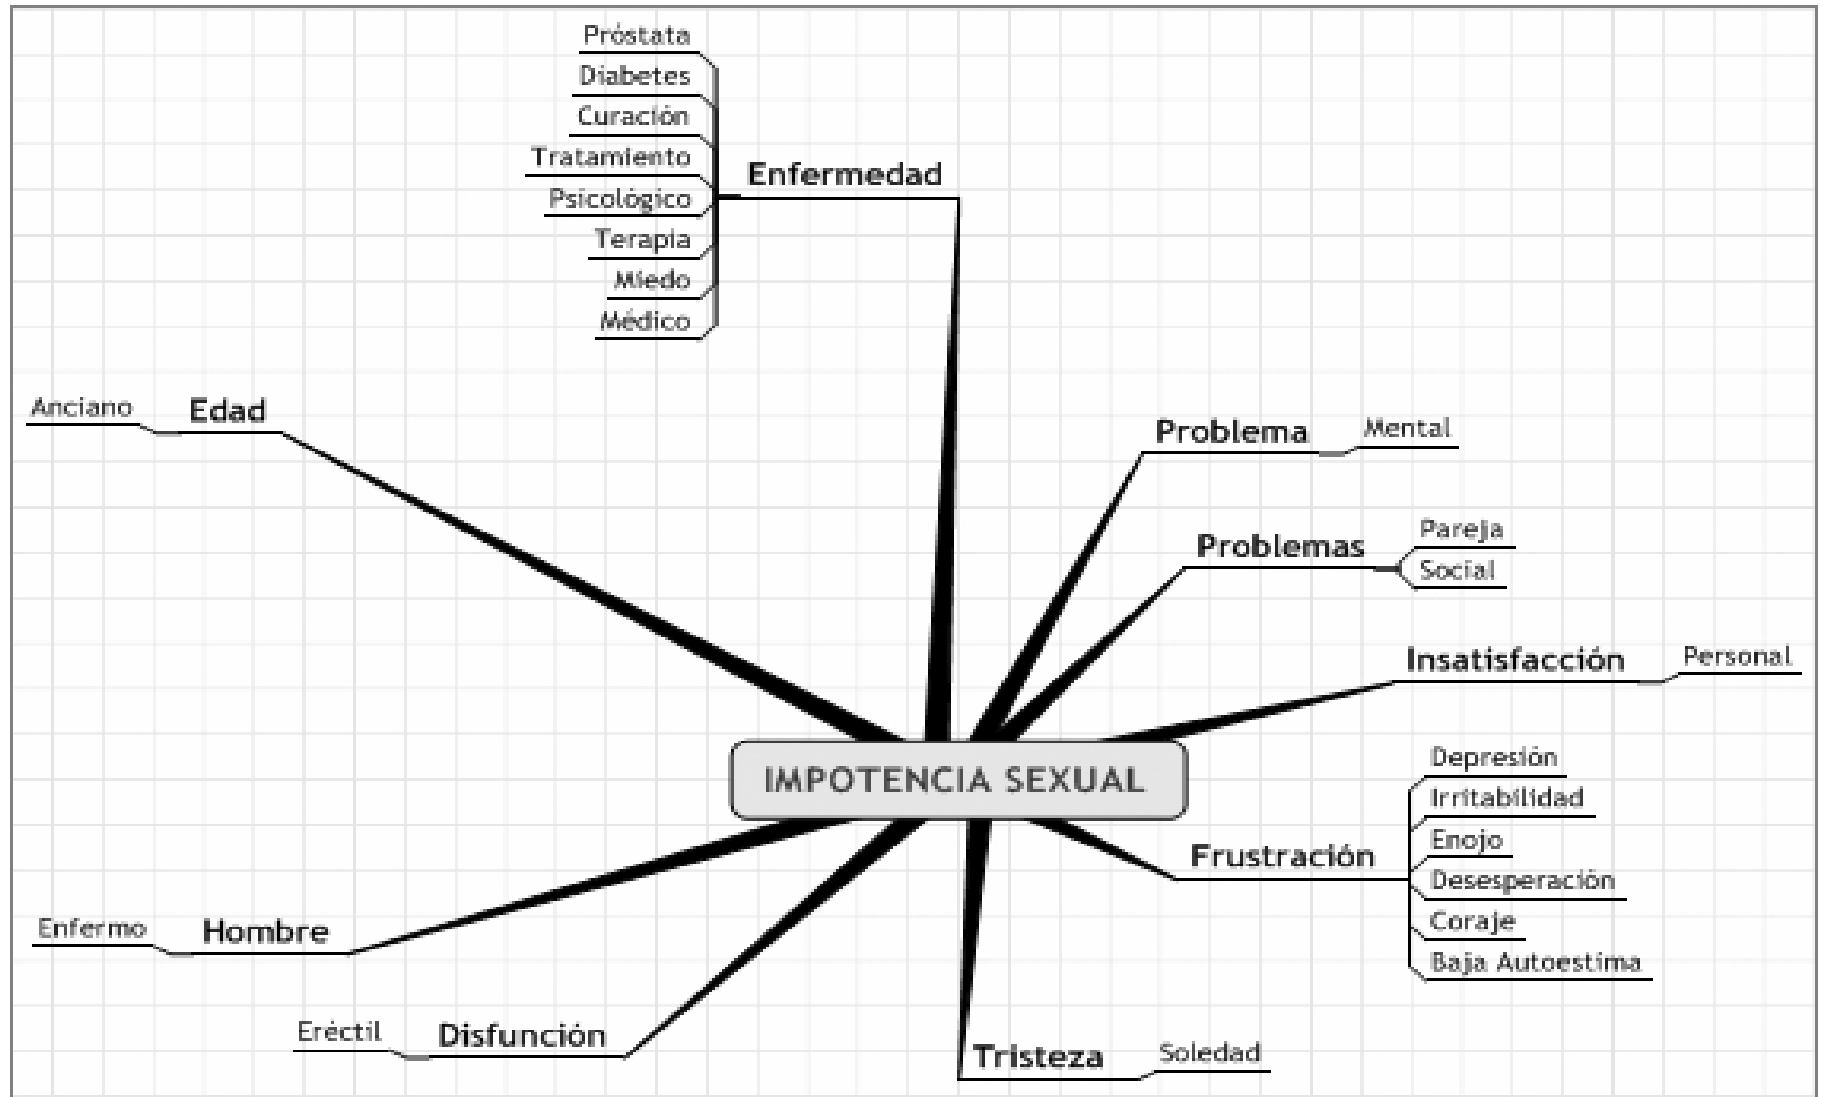 Próstata
Diabetes
Curación
Tratamiento
Psicológico
Terapia
Miedo
Médico
Enfermedad
Anciano
Edad
Problema
Mental
Problemas
Pareja
Social
Insatisfacción
Personal
IMPOTENCIA SEXUAL
Frustración
Depresión
Irritabilidad
Enojo
Desesperación
Coraje
Baja Autoestima
Enfermo
Hombre
Eréctil
Disfunción
Tristeza
Soledad